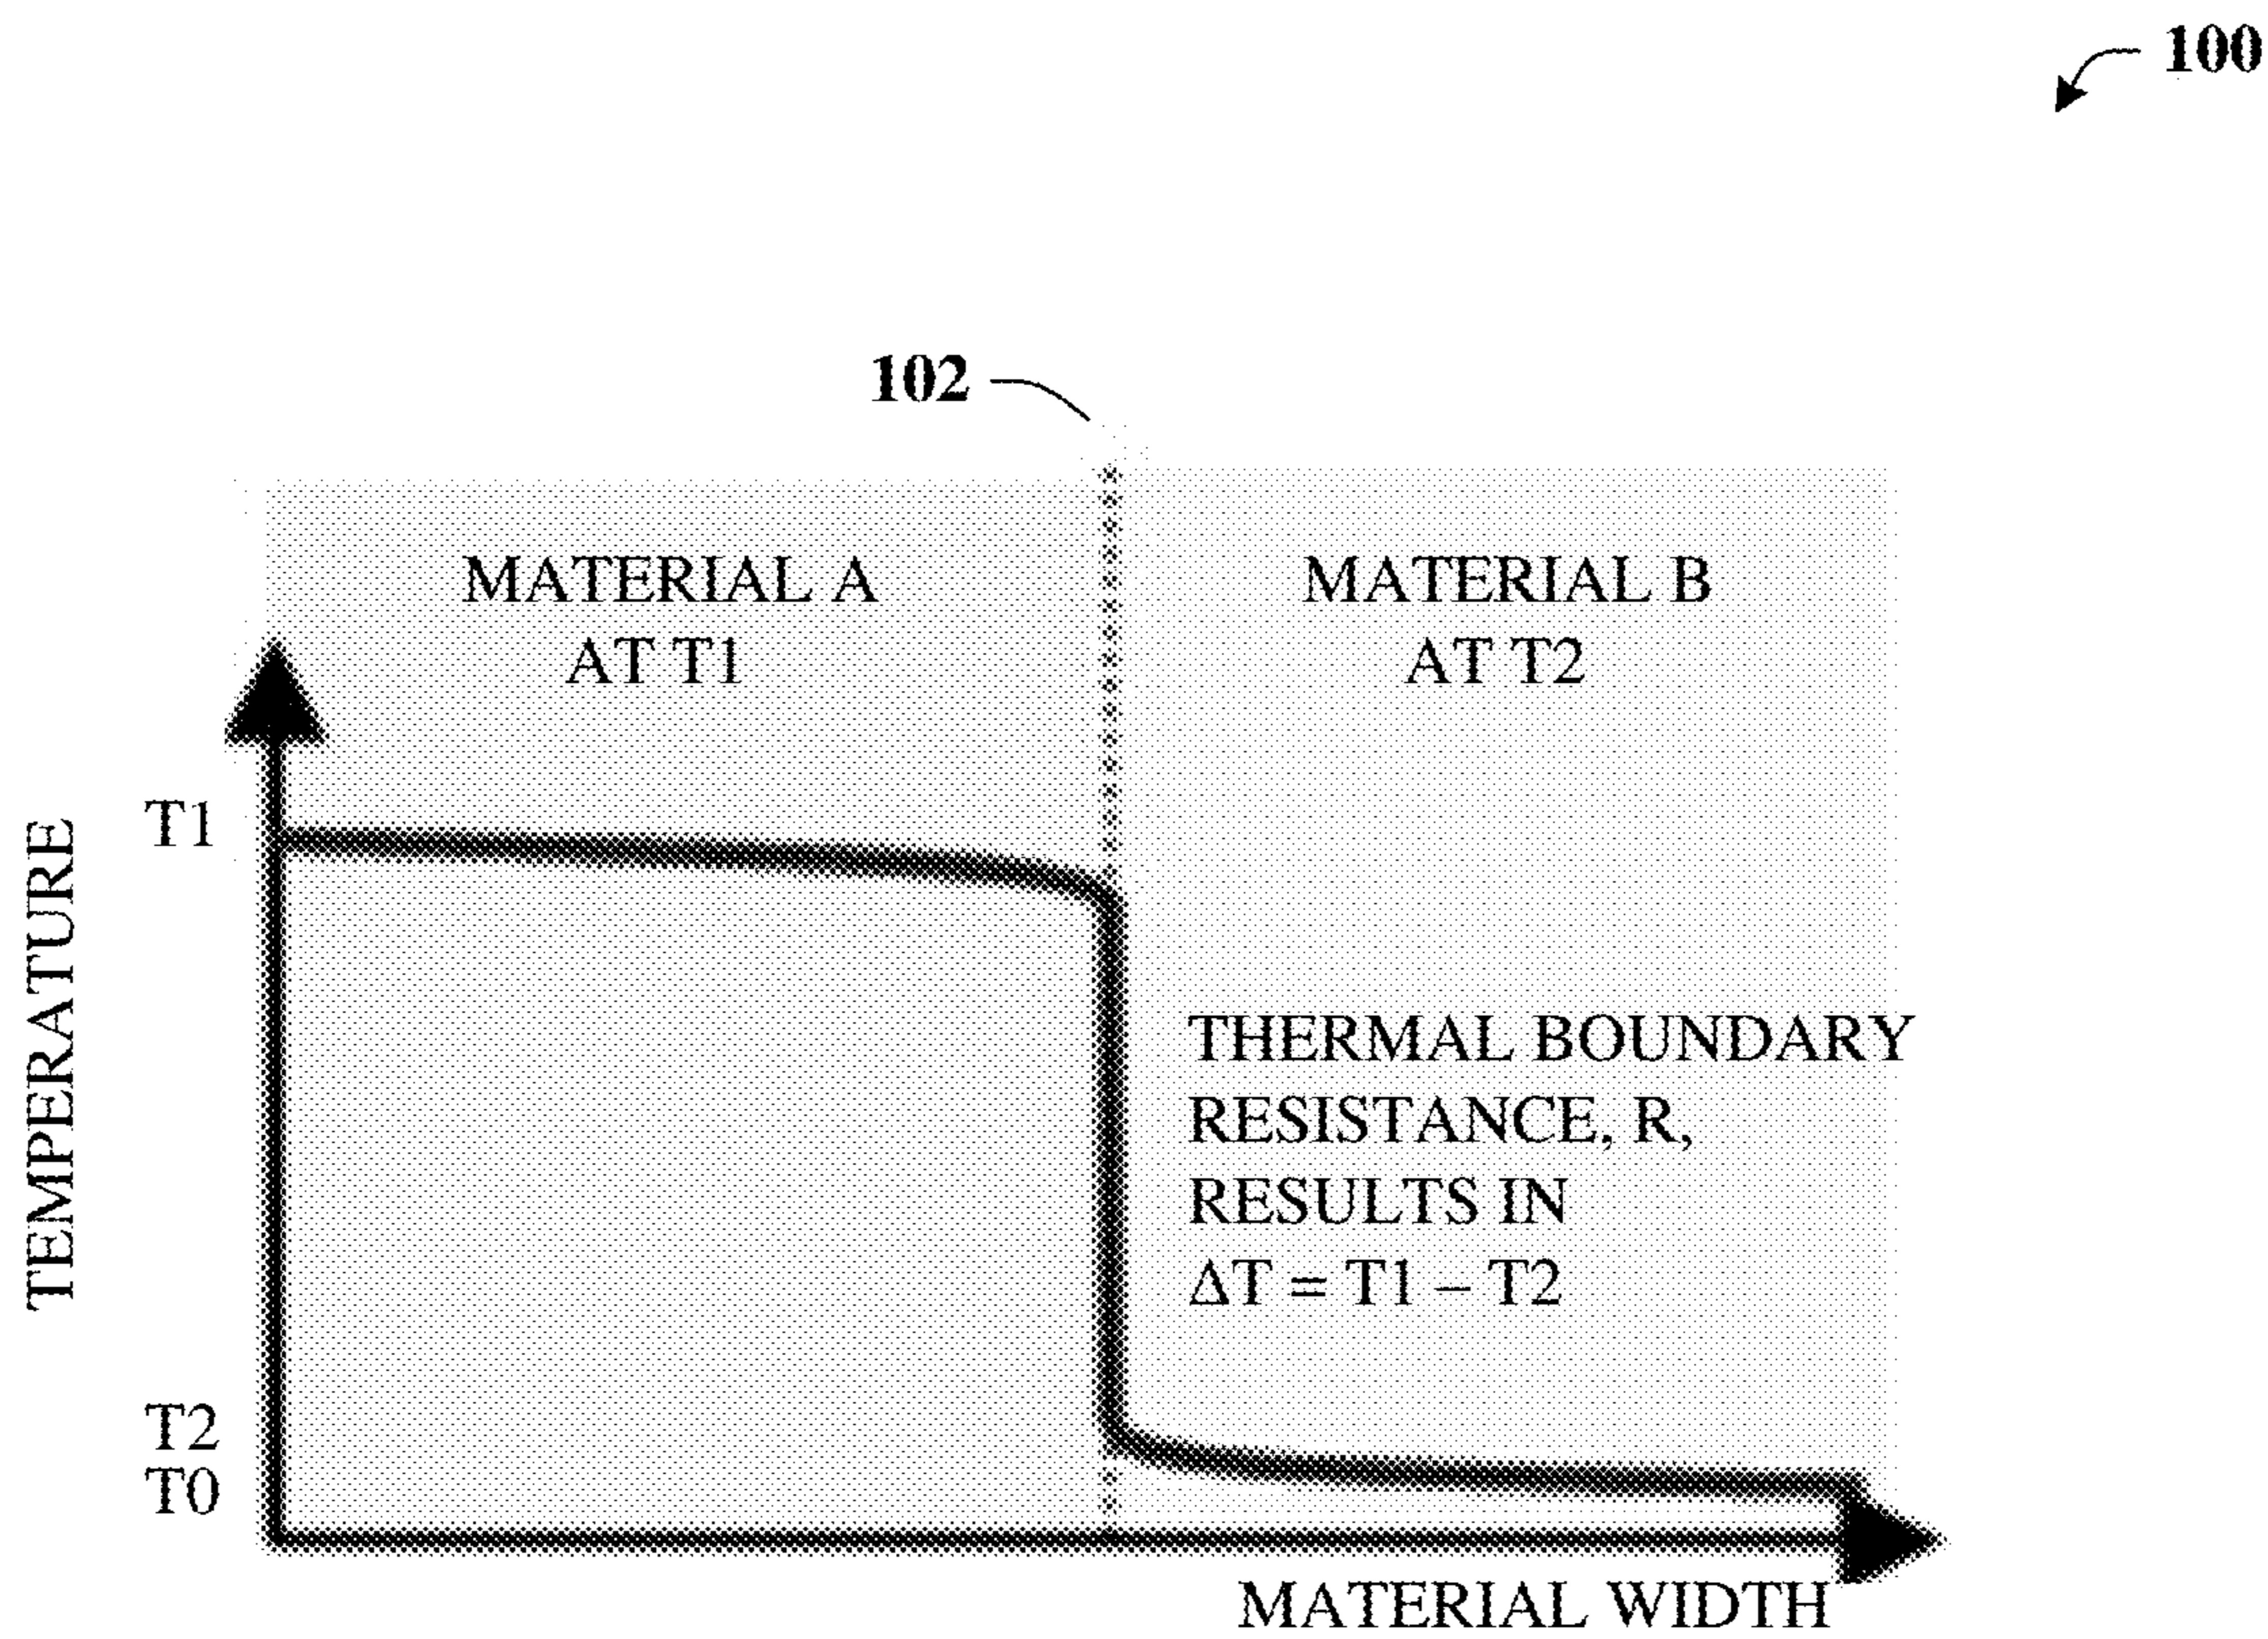 100
102
MATERIAL A
AT T1
MATERIAL B
AT T2
T1
TEMPERATURE
THERMAL BOUNDARY
RESISTANCE, R,
RESULTS IN
ΔT = T1 – T2
T2
T0
MATERIAL WIDTH